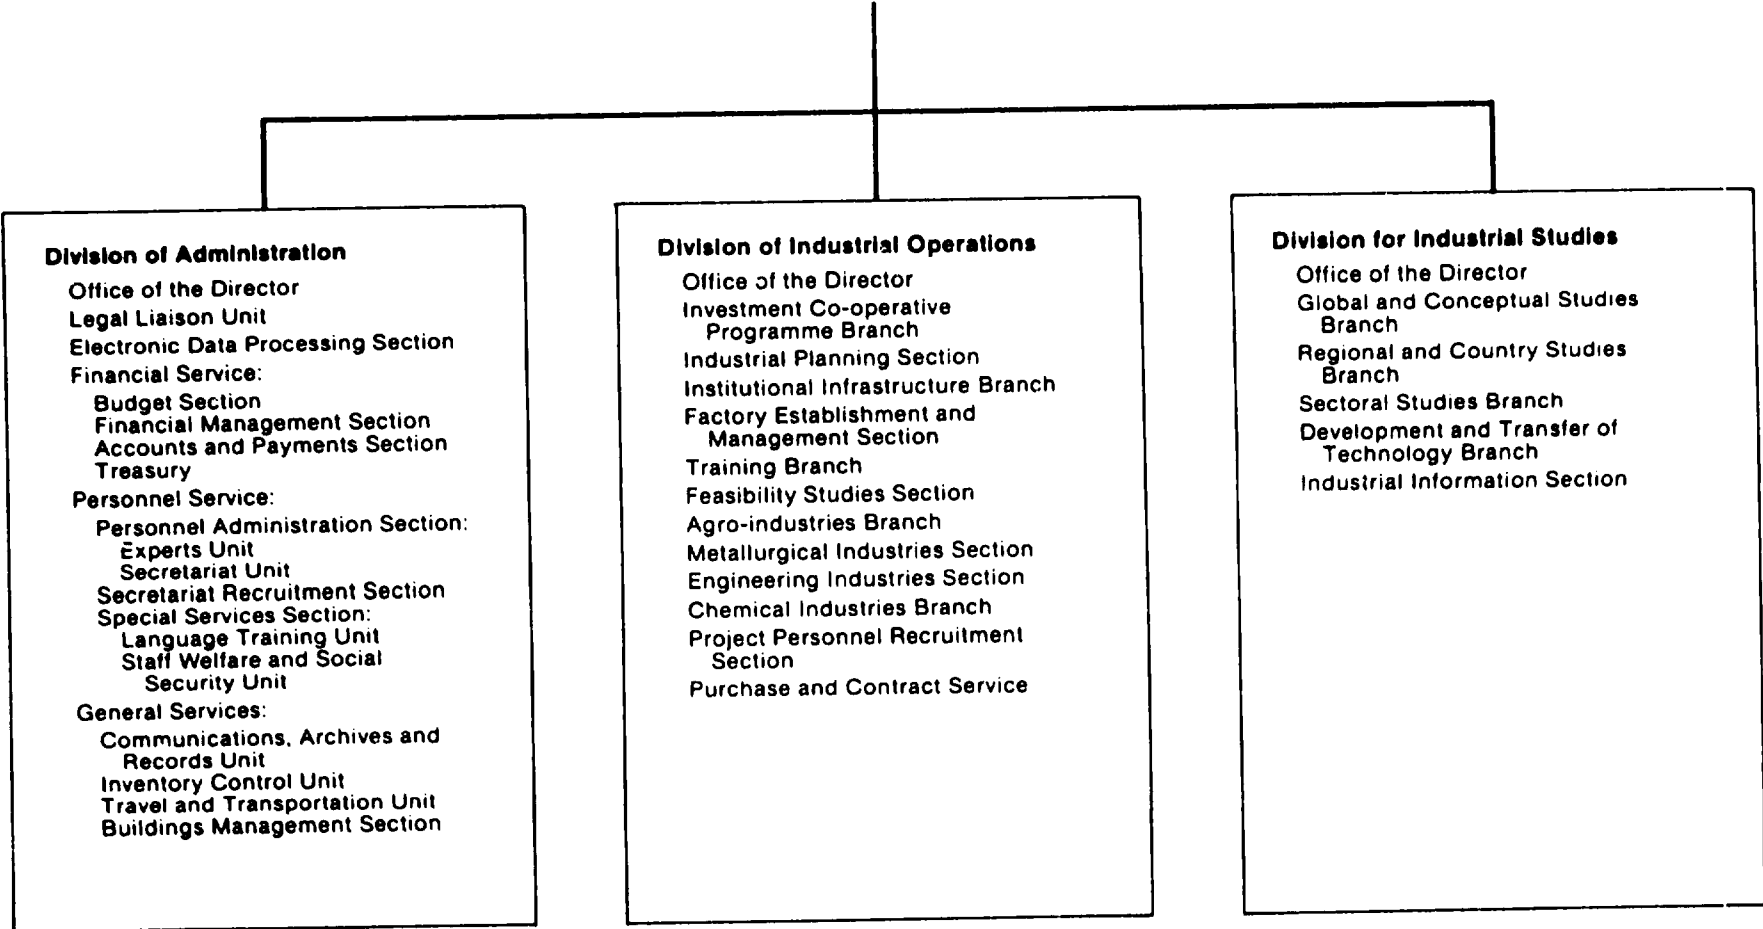 Division of Administration
Office of the Director
Legal Liaison Unit
Electronic Data Processing Section
Financial Service:
Budget Section
Financial Management Section
Accounts and Payments Section
Treasury
Personnel Service:
Personnel Administration Section:
Experts Unit
Secretariat Unit
Secretariat Recruitment Section
Special Services Section:
Language Training Unit
Staff Welfare and Social
Security Unit
General Services:
Communications, Archives and
Records Unit
Inventory Control Unit
Travel and Transportation Unit
Buildings Management Section
Division of Industrial Operations
Office of the Director
Investment Co-operative
Programme Branch
Industrial Planning Section
Institutional Infrastructure Branch
Factory Establishment and
Management Section
Training Branch
Feasibility Studies Section
Agro-industries Branch
Metallurgical Industries Section
Engineering Industries Section
Chemical Industries Branch
Project Personnel Recruitment
Section
Purchase and Contract Service
Division for Industrial Studies
Office of the Director
Global and Conceptual Studies
Branch
Regional and Country Studies
Branch
Sectoral Studies Branch
Development and Transfer of
Technology Branch
Industrial Information Section